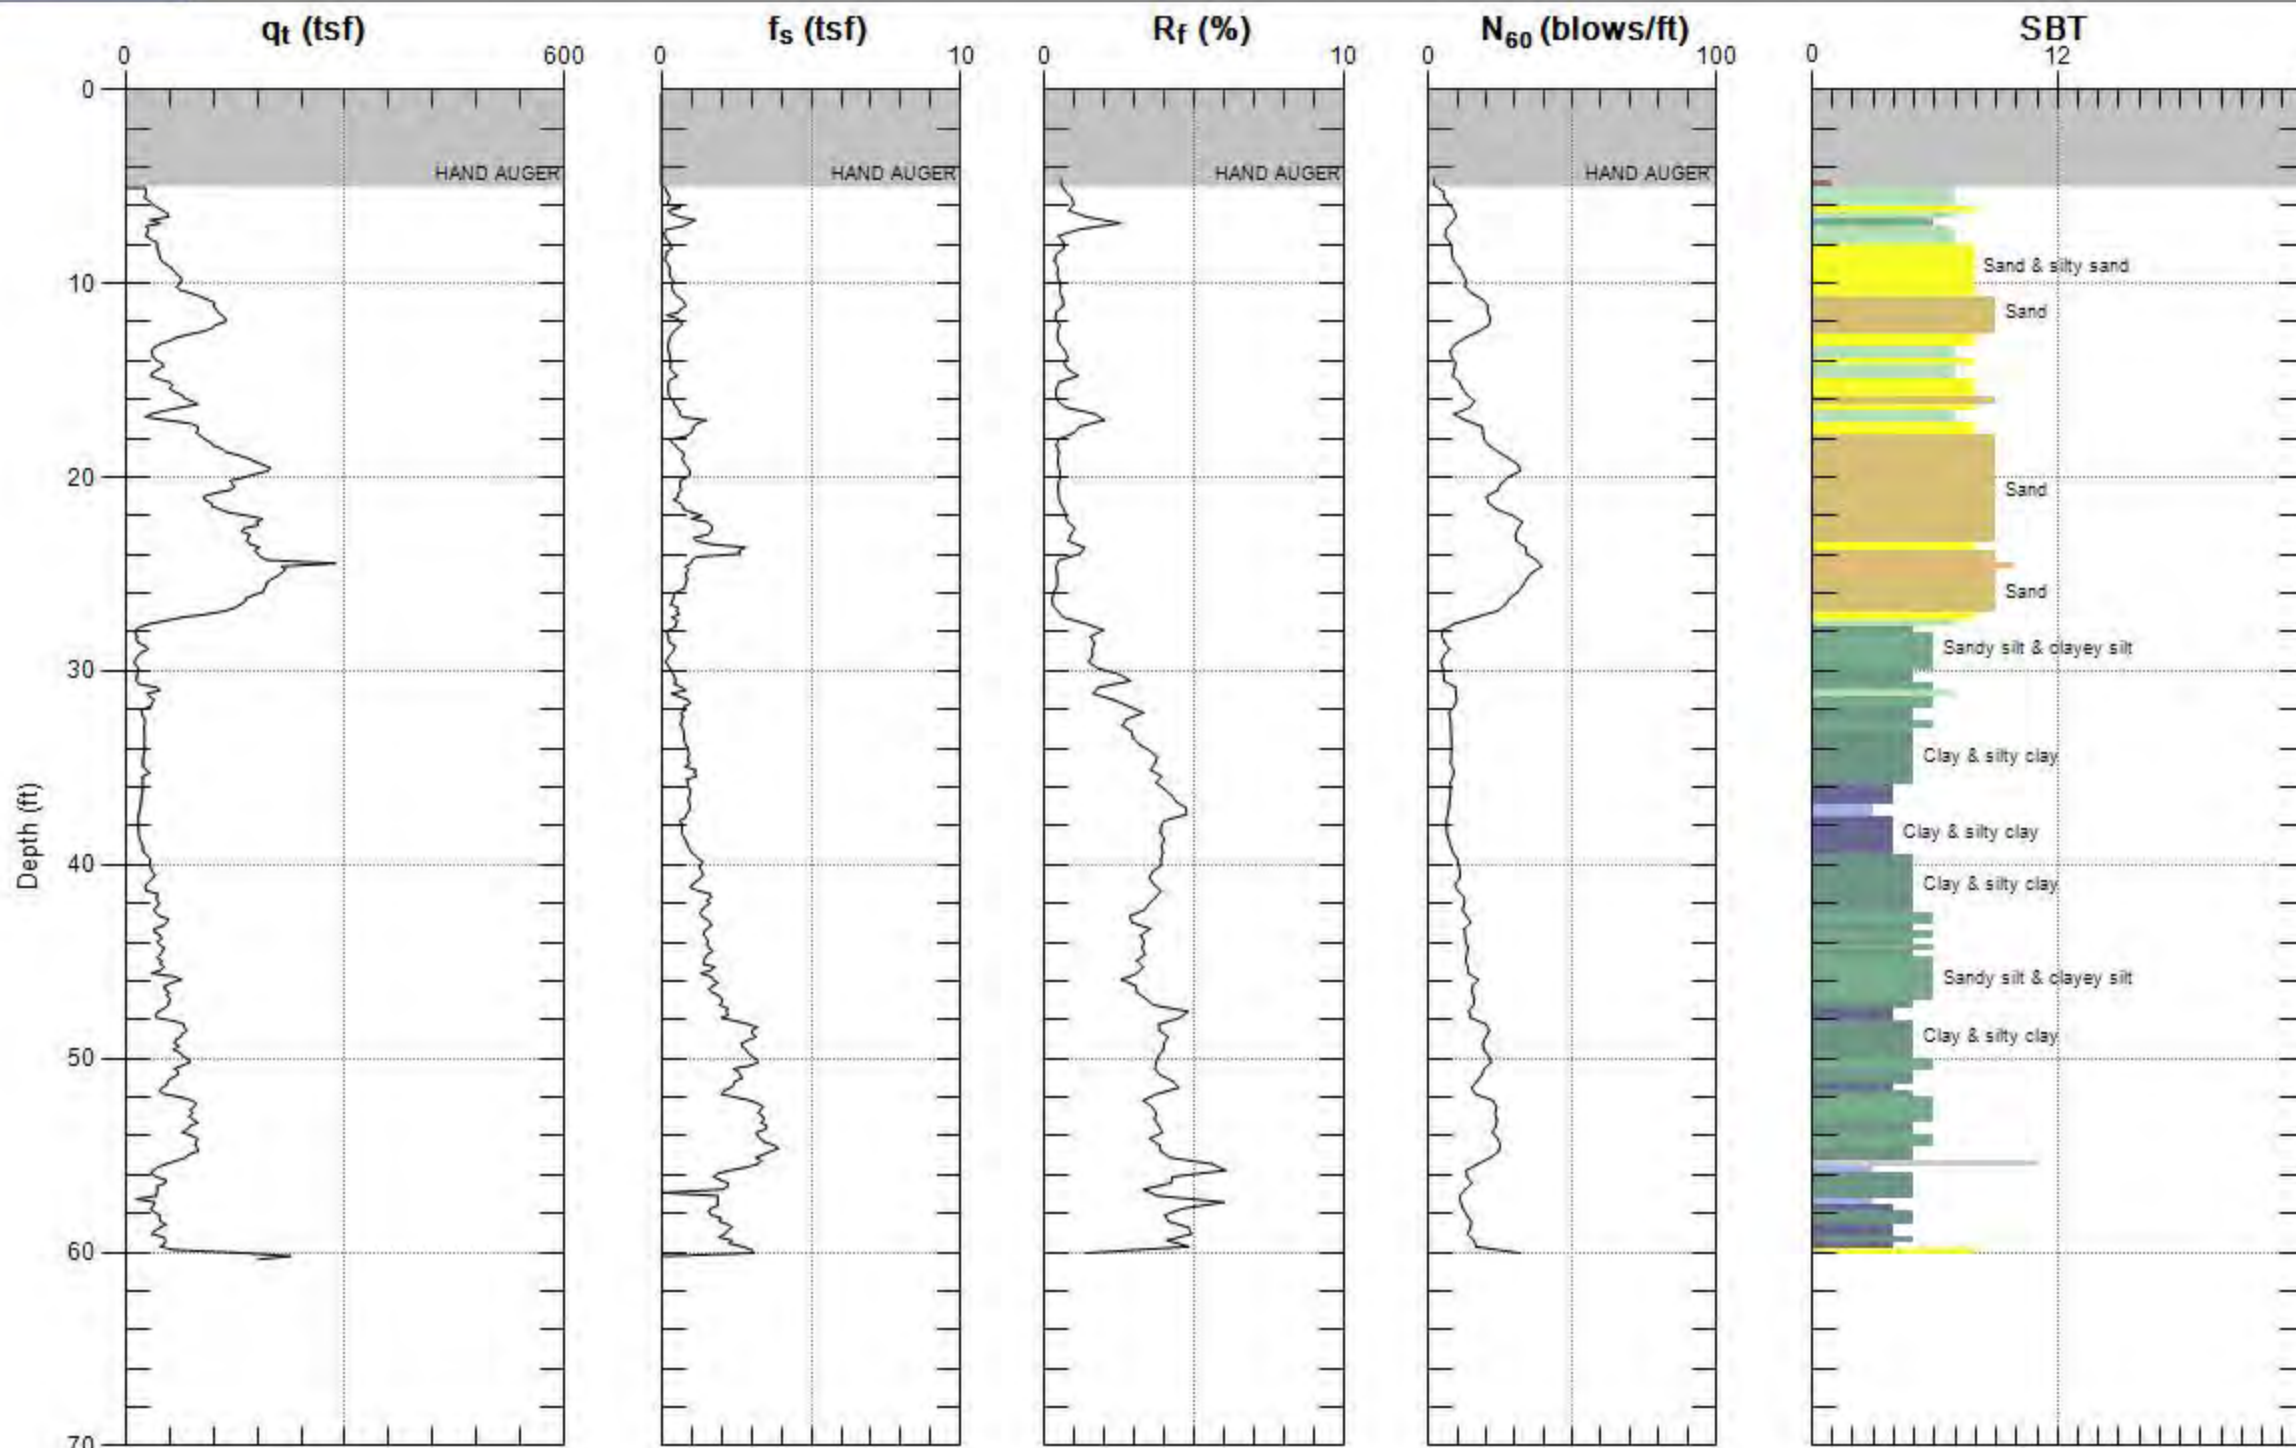 qt (tsf) fs (tsf) Rf (%) N60 (blows/ft) SBT
0 600 0 10 0 10 0 100 0 12
0
HAND AUGER HAND AUGER HAND AUGER HAND AUGER
Sand & silty sand
10
Sand
20
Sand
Sand
Sandy silt & clayey silt
30
Clay & silty clay
Depth (ft)
Clay & silty clay
40
Clay & silty clay
Sandy silt & clayey silt
Clay & silty clay
50
60
70